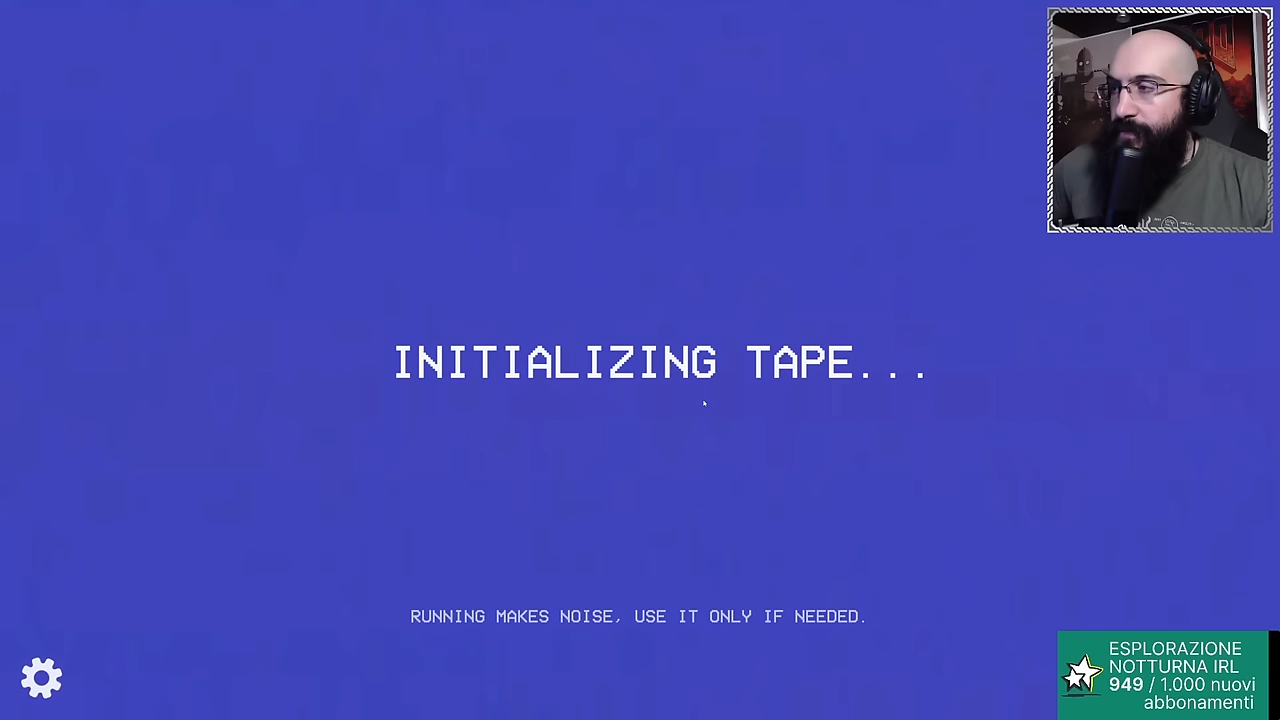 INITIALIZING TAPE...
RUNNING MAKES NOISE, USE IT ONLY IF NEEDED.
ESPLORAZIONE
NOTTURNA IRL
949 / 1.000 nuovi
abbonamenti